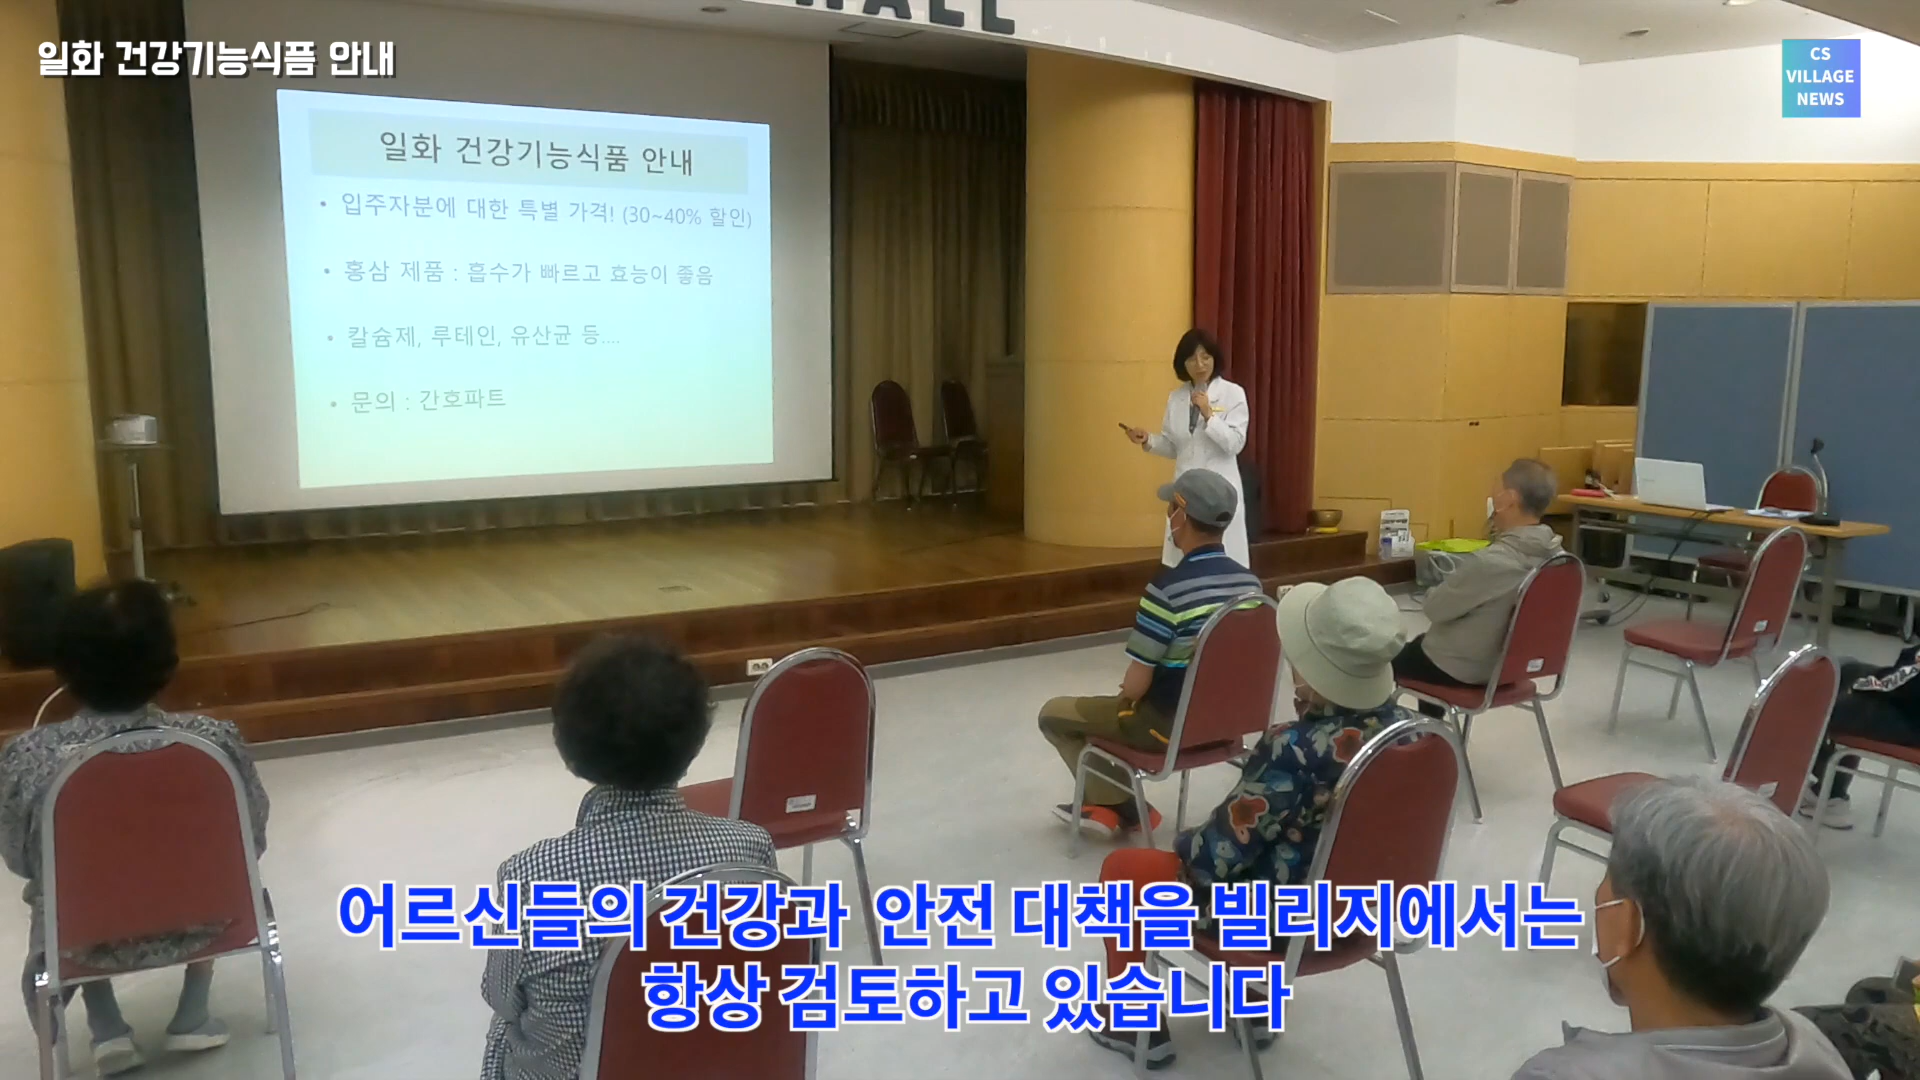 HALL
일화 건강기능식픔 안내
CS
VILLAGE
NEWS
일화 건강기능식품 안내
• 입주자분에 대한 특별 가격! (30~40% 할인)
• 홍삼 제품 : 흡수가 빠르고 효능이 좋음
• 칼슘제, 루테인, 유산균 등....
• 문의 : 간호파트
어르신들의 건강과 안전 대책을 빌리지에서는
항상 검토하고 있습니다